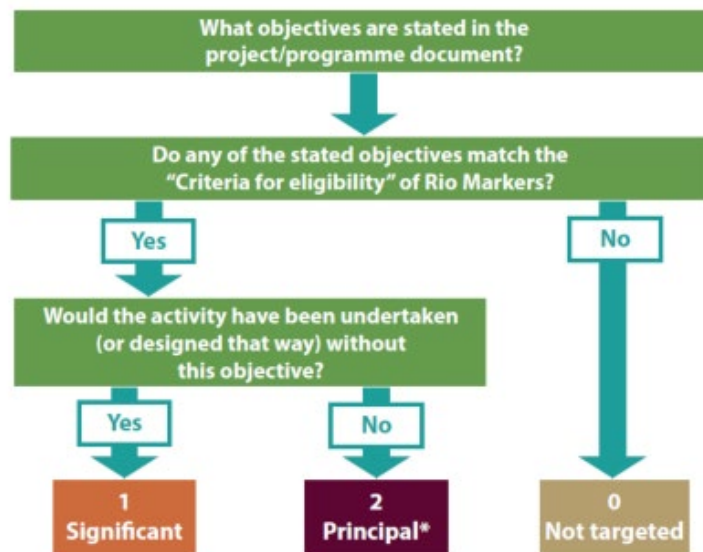 What objectives are stated in the
project/programme document?
Do any of the stated objectives match the
“Criteria for eligibility” of Rio Markers?
Yes
No
Would the activity have been undertaken
(or designed that way) without
this objective?
Yes
No
1
Significant
2
Principal*
0
Not targeted